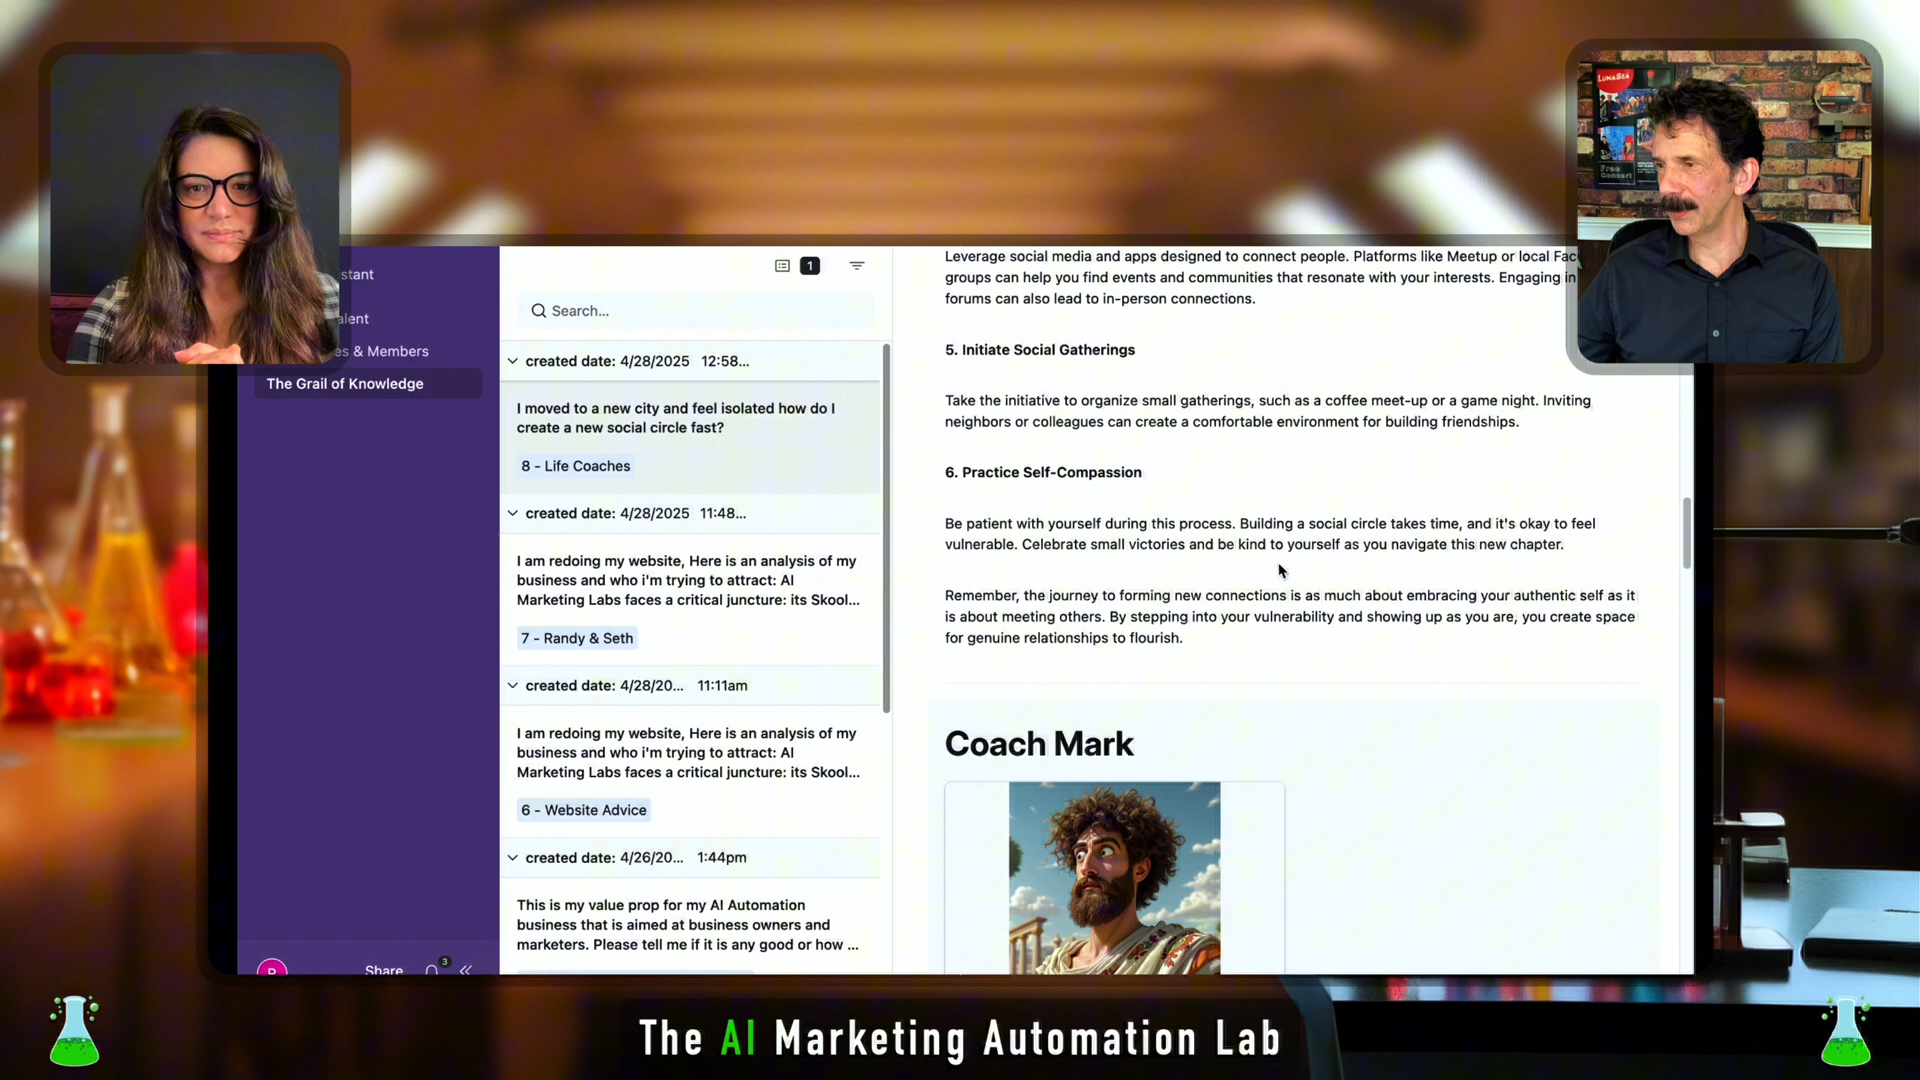 LUNASEA
Free
Concert
istant
alent
es & Members
The Grail of Knowledge
Share
3
1
Search...
created date: 4/28/2025 12:58...
I moved to a new city and feel isolated how do I
create a new social circle fast?
8 - Life Coaches
created date: 4/28/2025 11:48...
I am redoing my website, Here is an analysis of my
business and who i'm trying to attract: AI
Marketing Labs faces a critical juncture: its Skool...
7 - Randy & Seth
created date: 4/28/20... 11:11am
I am redoing my website, Here is an analysis of my
business and who i'm trying to attract: AI
Marketing Labs faces a critical juncture: its Skool...
6 - Website Advice
created date: 4/26/20... 1:44pm
This is my value prop for my AI Automation
business that is aimed at business owners and
marketers. Please tell me if it is any good or how ...
Leverage social media and apps designed to connect people. Platforms like Meetup or local Fac
groups can help you find events and communities that resonate with your interests. Engaging in
forums can also lead to in-person connections.
5. Initiate Social Gatherings
Take the initiative to organize small gatherings, such as a coffee meet-up or a game night. Inviting
neighbors or colleagues can create a comfortable environment for building friendships.
6. Practice Self-Compassion
Be patient with yourself during this process. Building a social circle takes time, and it's okay to feel
vulnerable. Celebrate small victories and be kind to yourself as you navigate this new chapter.
Remember, the journey to forming new connections is as much about embracing your authentic self as it
is about meeting others. By stepping into your vulnerability and showing up as you are, you create space
for genuine relationships to flourish.
Coach Mark
The AI Marketing Automation Lab